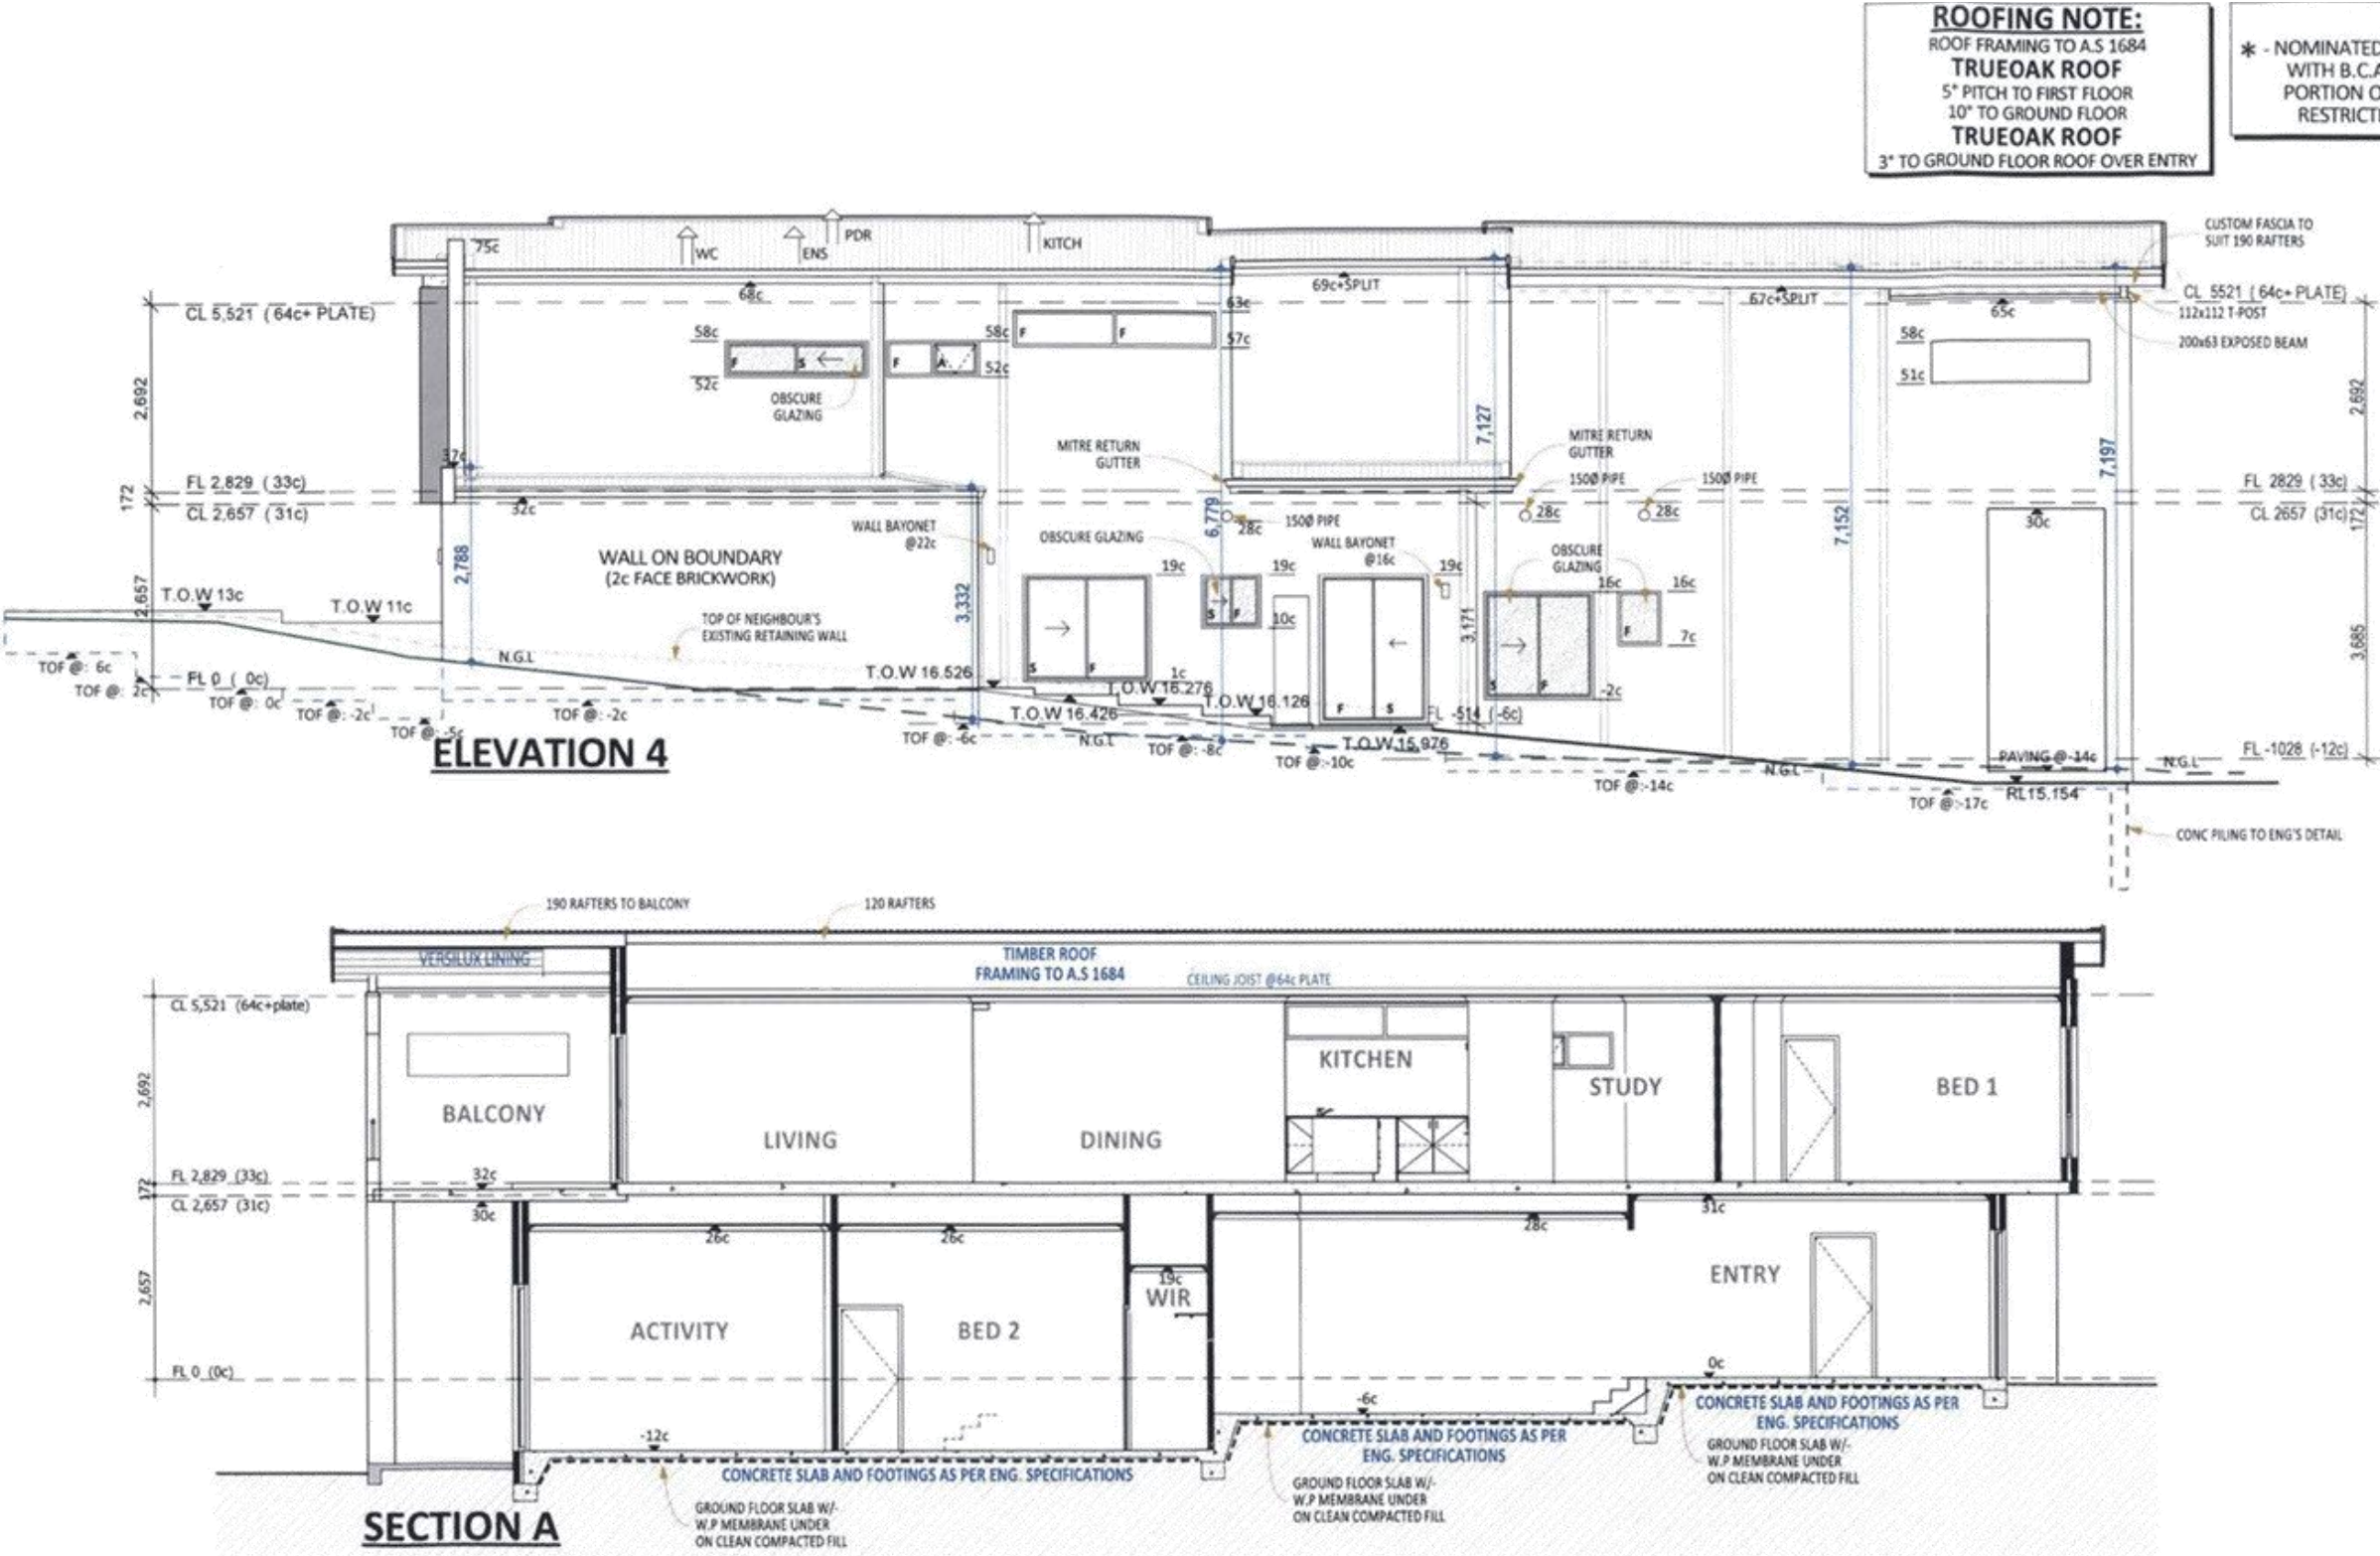 ROOFING NOTE:
ROOF FRAMING TO A.S 1684
TRUEOAK ROOF
5° PITCH TO FIRST FLOOR
10° TO GROUND FLOOR
TRUEOAK ROOF
3° TO GROUND FLOOR ROOF OVER ENTRY
* - NOMINATED
WITH B.C.A
PORTION O
RESTRICT
CUSTOM FASCIA TO
SUIT 190 RAFTERS
75c
WC
ENS
PDR
KITCH
68c
69c+SPLIT
67c+SPLIT
65c
CL 5,521 ( 64c+ PLATE)
CL 5521 ( 64c+ PLATE)
112x112 T-POST
200x63 EXPOSED BEAM
63c
57c
58c
52c
F
S
58c
F
A
52c
F
F
58c
51c
OBSCURE
GLAZING
2,692
2,692
7,127
7,197
MITRE RETURN
GUTTER
MITRE RETURN
GUTTER
37c
FL 2,829 ( 33c)
172
CL 2,657 ( 31c)
32c
150Ø PIPE
150Ø PIPE
FL 2829 ( 33c)
CL 2657 (31c)
172
28c
28c
28c
30c
150Ø PIPE
6,779
7,152
WALL BAYONET
@22c
OBSCURE GLAZING
WALL BAYONET
@16c
OBSCURE
GLAZING
WALL ON BOUNDARY
(2c FACE BRICKWORK)
2,788
2,657
3,332
3,171
3,685
19c
19c
19c
16c
16c
10c
7c
1c
-2c
S
F
S
F
F
S
S
F
F
T.O.W 13c
T.O.W 11c
TOP OF NEIGHBOUR'S
EXISTING RETAINING WALL
N.G.L
T.O.W 16.526
T.O.W 16.276
T.O.W 16.126
T.O.W 16.426
T.O.W 15.976
FL -514 (-6c)
TOF @: 6c
TOF @: 2c
FL 0 ( 0c)
TOF @: 0c
TOF @: -2c
TOF @: -5c
TOF @: -2c
TOF @: -6c
N.G.L
TOF @: -8c
TOF @:-10c
TOF @:-14c
N.G.L
TOF @:-17c
PAVING @-14c
RL15.154
N.G.L
FL -1028 (-12c)
CONC PILING TO ENG'S DETAIL
ELEVATION 4
190 RAFTERS TO BALCONY
120 RAFTERS
VERSILUX LINING
TIMBER ROOF
FRAMING TO A.S 1684
CEILING JOIST @64c PLATE
CL 5,521 (64c+plate)
2,692
BALCONY
LIVING
DINING
KITCHEN
STUDY
BED 1
FL 2,829 (33c)
172
CL 2,657 (31c)
32c
30c
26c
26c
19c
28c
31c
2,657
ACTIVITY
BED 2
WIR
ENTRY
FL 0 (0c)
-12c
-6c
0c
CONCRETE SLAB AND FOOTINGS AS PER ENG. SPECIFICATIONS
CONCRETE SLAB AND FOOTINGS AS PER
ENG. SPECIFICATIONS
CONCRETE SLAB AND FOOTINGS AS PER
ENG. SPECIFICATIONS
GROUND FLOOR SLAB W/-
W.P MEMBRANE UNDER
ON CLEAN COMPACTED FILL
GROUND FLOOR SLAB W/-
W.P MEMBRANE UNDER
ON CLEAN COMPACTED FILL
GROUND FLOOR SLAB W/-
W.P MEMBRANE UNDER
ON CLEAN COMPACTED FILL
SECTION A